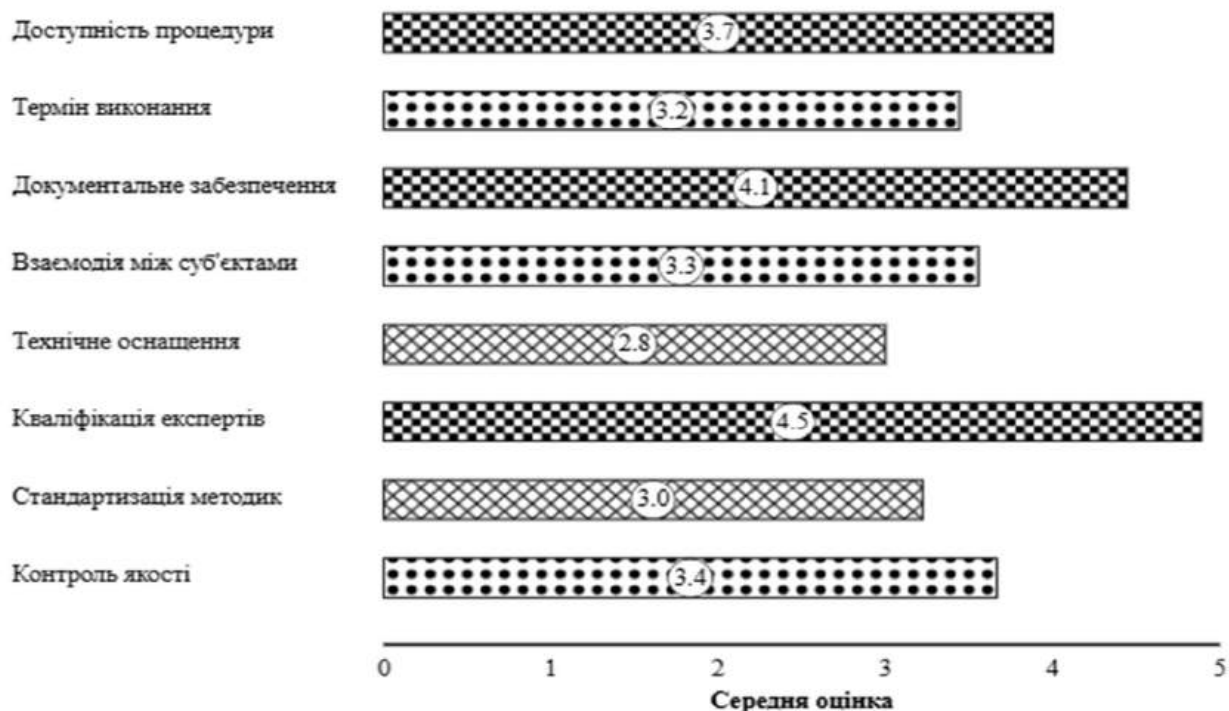 Доступність процедури 3.7
Термін виконання 3.2
Документальне забезпечення 4.1
Взаємодія між суб'єктами 3.3
Технічне оснащення 2.8
Кваліфікація експертів 4.5
Стандартизація методик 3.0
Контроль якості 3.4
0 1 2 3 4 5
Середня оцінка